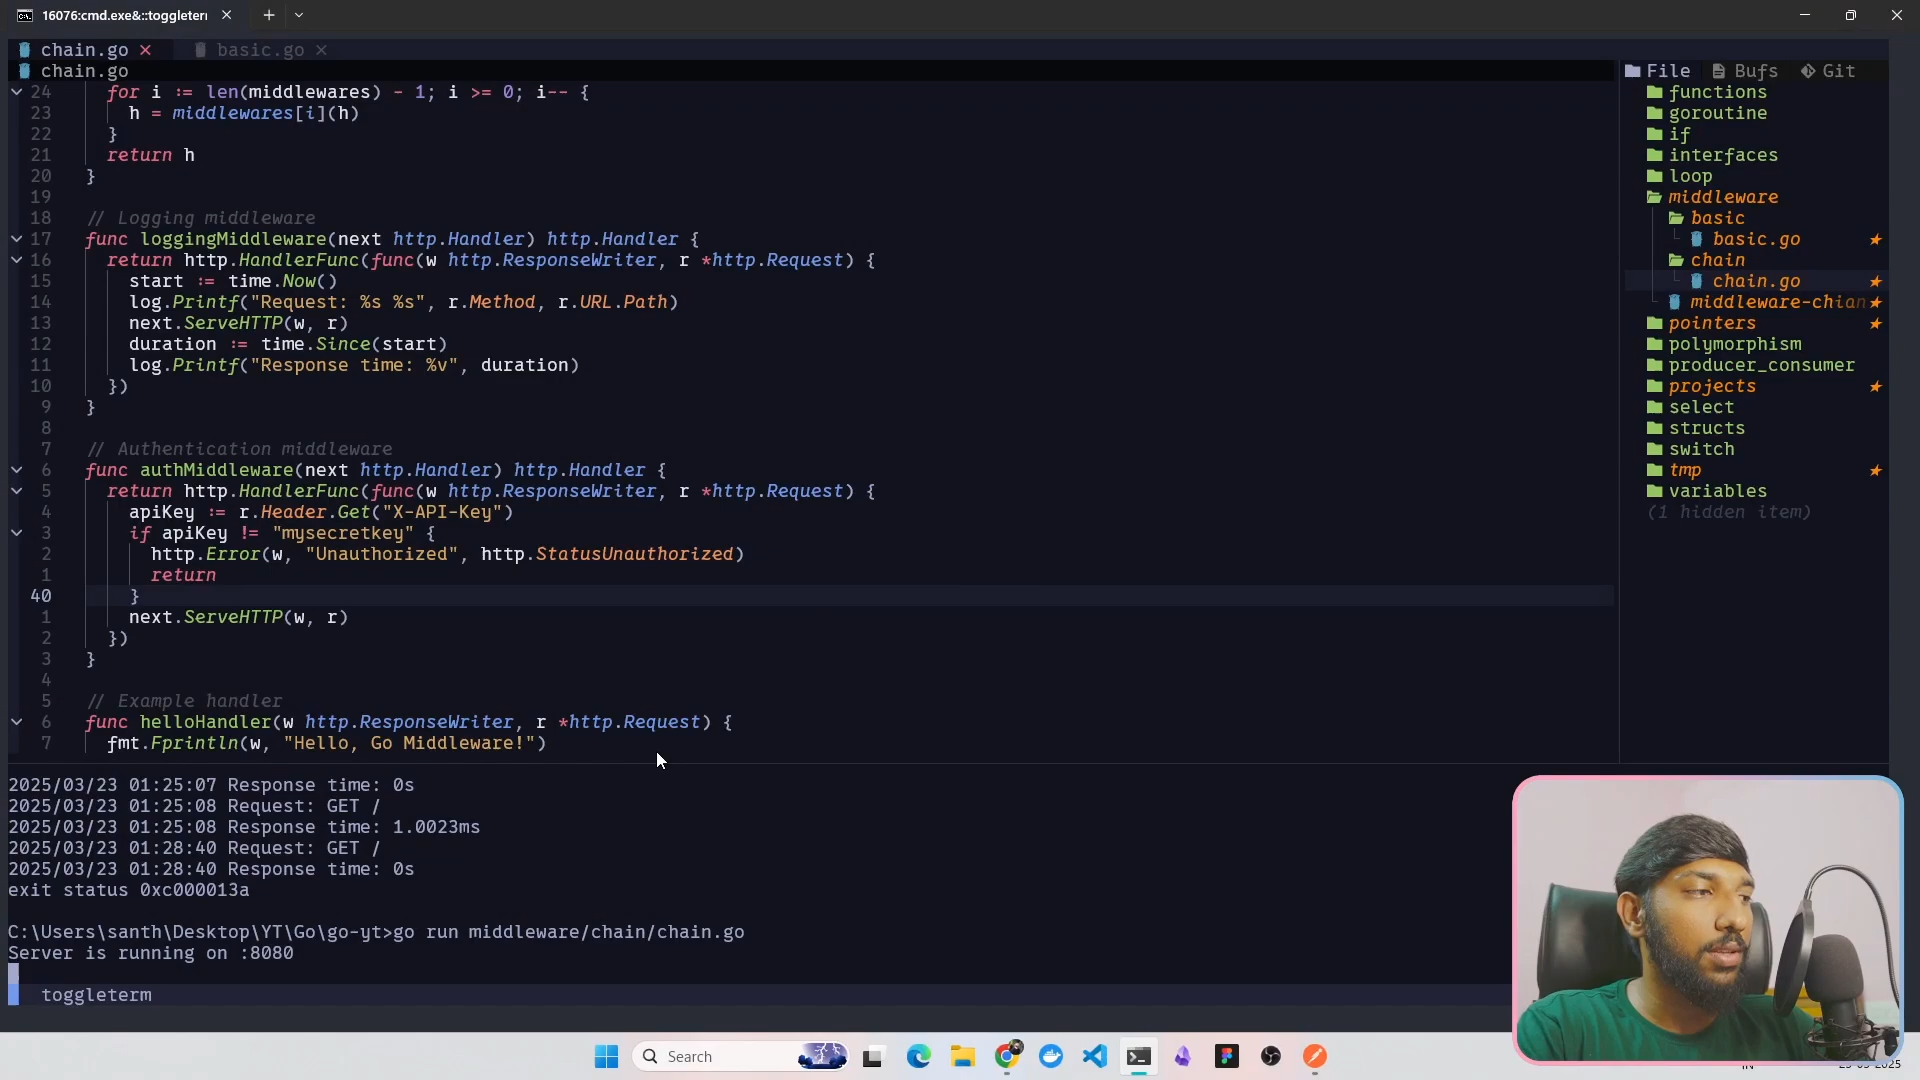 16076:cmd.exe&::toggleterm
chain.go
basic.go
chain.go
24 for i := len(middlewares) - 1; i >= 0; i-- {
23 h = middlewares[i](h)
22 }
21 return h
20 }
19
18 // Logging middleware
17 func loggingMiddleware(next http.Handler) http.Handler {
16 return http.HandlerFunc(func(w http.ResponseWriter, r *http.Request) {
15 start := time.Now()
14 log.Printf("Request: %s %s", r.Method, r.URL.Path)
13 next.ServeHTTP(w, r)
12 duration := time.Since(start)
11 log.Printf("Response time: %v", duration)
10 })
9 }
8
7 // Authentication middleware
6 func authMiddleware(next http.Handler) http.Handler {
5 return http.HandlerFunc(func(w http.ResponseWriter, r *http.Request) {
4 apiKey := r.Header.Get("X-API-Key")
3 if apiKey != "mysecretkey" {
2 http.Error(w, "Unauthorized", http.StatusUnauthorized)
1 return
40 }
1 next.ServeHTTP(w, r)
2 })
3 }
4
5 // Example handler
6 func helloHandler(w http.ResponseWriter, r *http.Request) {
7 fmt.Fprintln(w, "Hello, Go Middleware!")
File Bufs Git
functions
goroutine
if
interfaces
loop
middleware
basic
basic.go
chain
chain.go
middleware-chian
pointers
polymorphism
producer_consumer
projects
select
structs
switch
tmp
variables
(1 hidden item)
2025/03/23 01:25:07 Response time: 0s
2025/03/23 01:25:08 Request: GET /
2025/03/23 01:25:08 Response time: 1.0023ms
2025/03/23 01:28:40 Request: GET /
2025/03/23 01:28:40 Response time: 0s
exit status 0xc000013a
C:\Users\santh\Desktop\YT\Go\go-yt>go run middleware/chain/chain.go
Server is running on :8080
toggleterm
Search